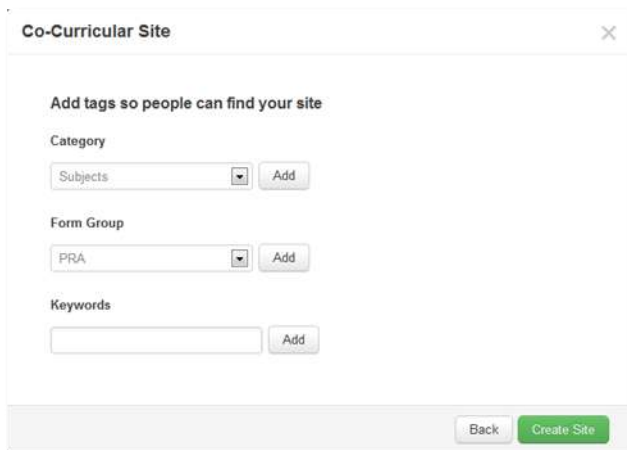 Co-Curricular Site
Add tags so people can find your site
Category
Subjects
Add
Form Group
PRA
Add
Keywords
Add
Back
Create Site